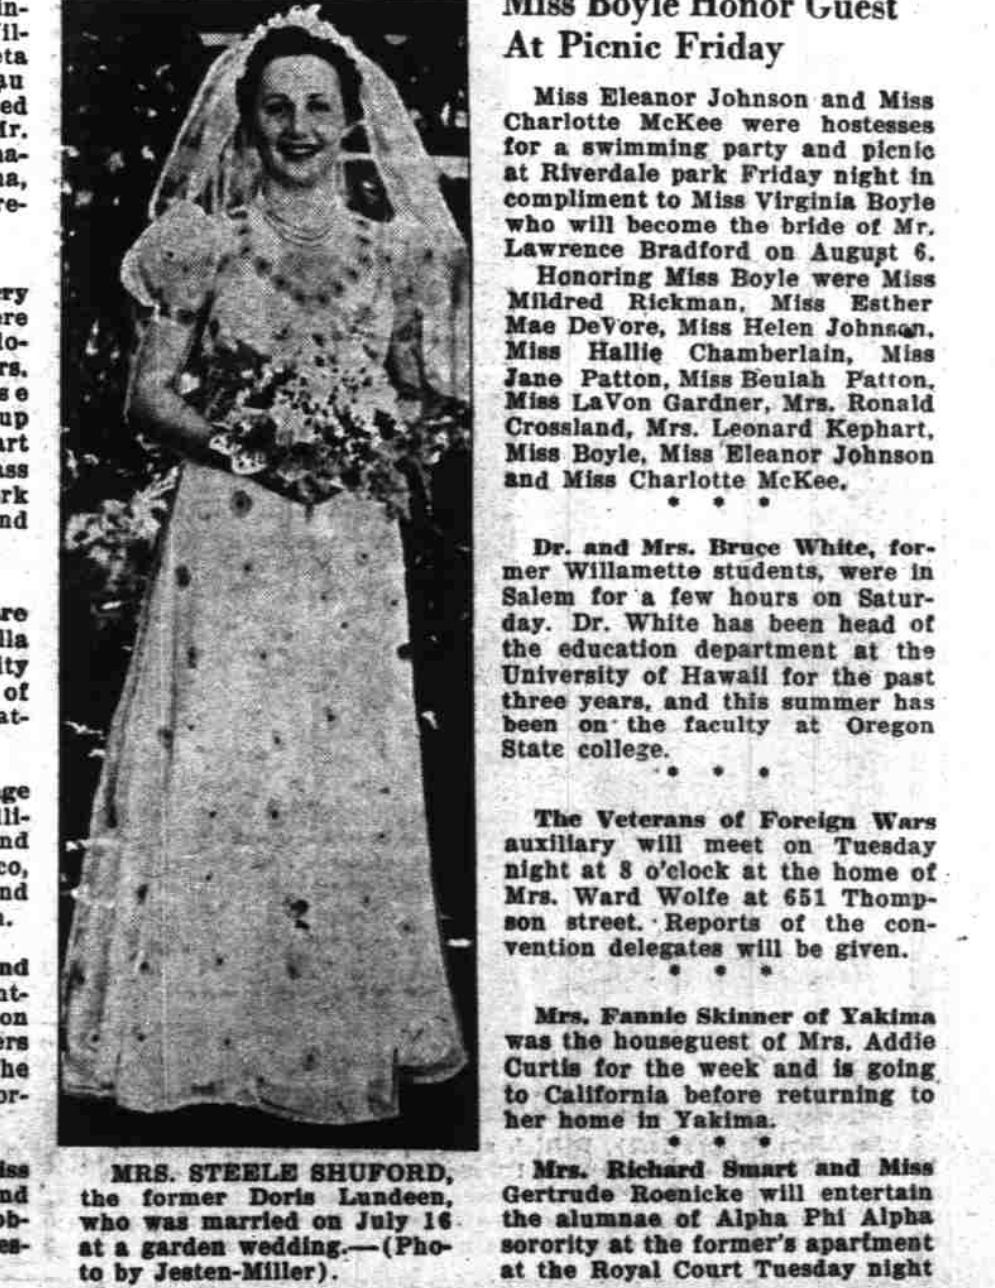 MRS. STEELE SHUFORD,
the former Doris Lundeen,
who was married on July 16
at a garden wedding.—(Pho-
to by Jesten-Miller).
Miss Boyle Honor Guest
At Picnic Friday
Miss Eleanor Johnson and Miss
Charlotte McKee were hostesses
for a swimming party and picnic
at Riverdale park Friday night in
compliment to Miss Virginia Boyle
who will become the bride of Mr.
Lawrence Bradford on August 6.
Honoring Miss Boyle were Miss
Mildred Rickman, Miss Esther
Mae DeVore, Miss Helen Johnson,
Miss Hallie Chamberlain, Miss
Jane Patton, Miss Beulah Patton,
Miss LaVon Gardner, Mrs. Ronald
Crossland, Mrs. Leonard Kephart,
Miss Boyle, Miss Eleanor Johnson
and Miss Charlotte McKee.
* * *
Dr. and Mrs. Bruce White, for-
mer Willamette students, were in
Salem for a few hours on Satur-
day. Dr. White has been head of
the education department at the
University of Hawaii for the past
three years, and this summer has
been on the faculty at Oregon
State college.
* * *
The Veterans of Foreign Wars
auxiliary will meet on Tuesday
night at 8 o'clock at the home of
Mrs. Ward Wolfe at 651 Thomp-
son street. Reports of the con-
vention delegates will be given.
* * *
Mrs. Fannie Skinner of Yakima
was the houseguest of Mrs. Addie
Curtis for the week and is going
to California before returning to
her home in Yakima.
* * *
Mrs. Richard Smart and Miss
Gertrude Roenicke will entertain
the alumnae of Alpha Phi Alpha
sorority at the former's apartment
at the Royal Court Tuesday night